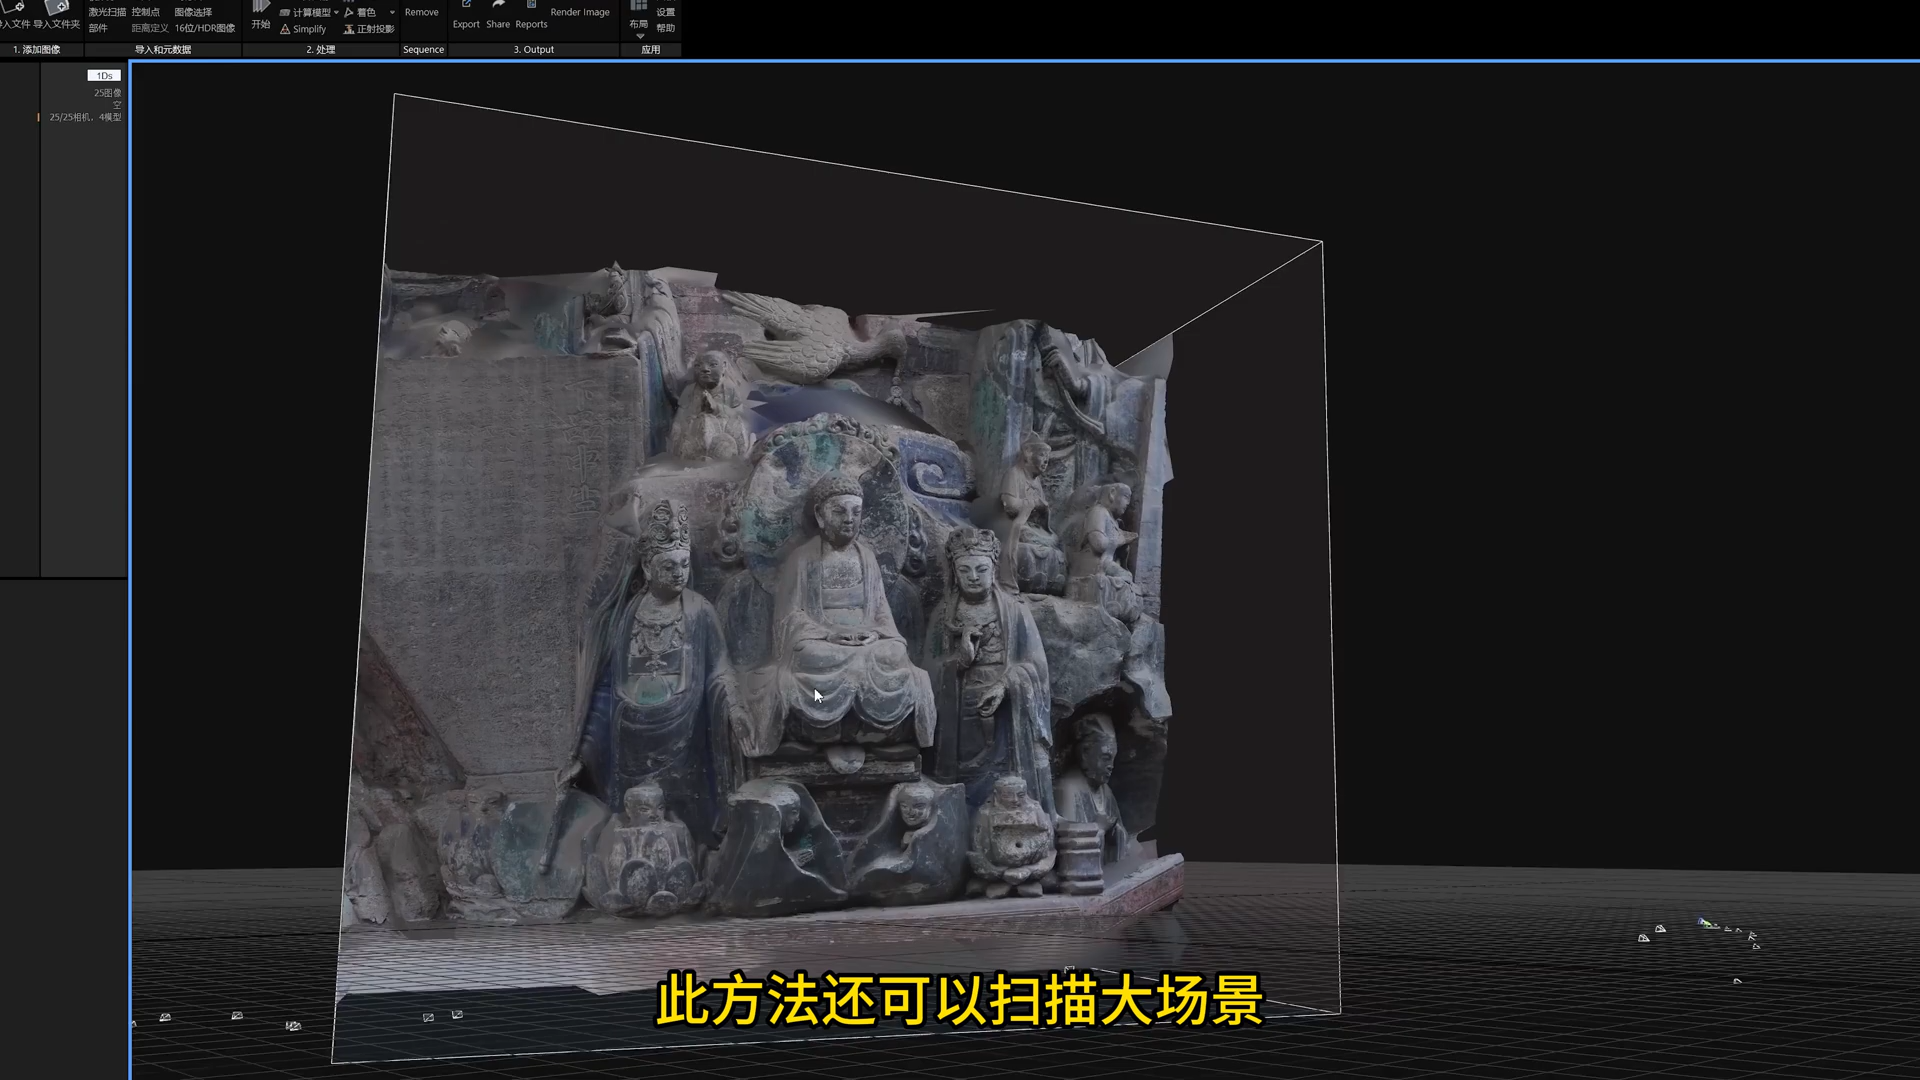 激光扫描 控制点 图像选择
计算模型 着色
Remove
Render Image
设置
导入文件夹
部件 距离定义 16位/HDR图像
开始
Simplify 正射投影
Export Share Reports
布局
帮助
1. 添加图像 导入和元数据 2. 处理 Sequence 3. Output 应用
1Ds
25图像
空
25/25相机，4模型
此方法还可以扫描大场景